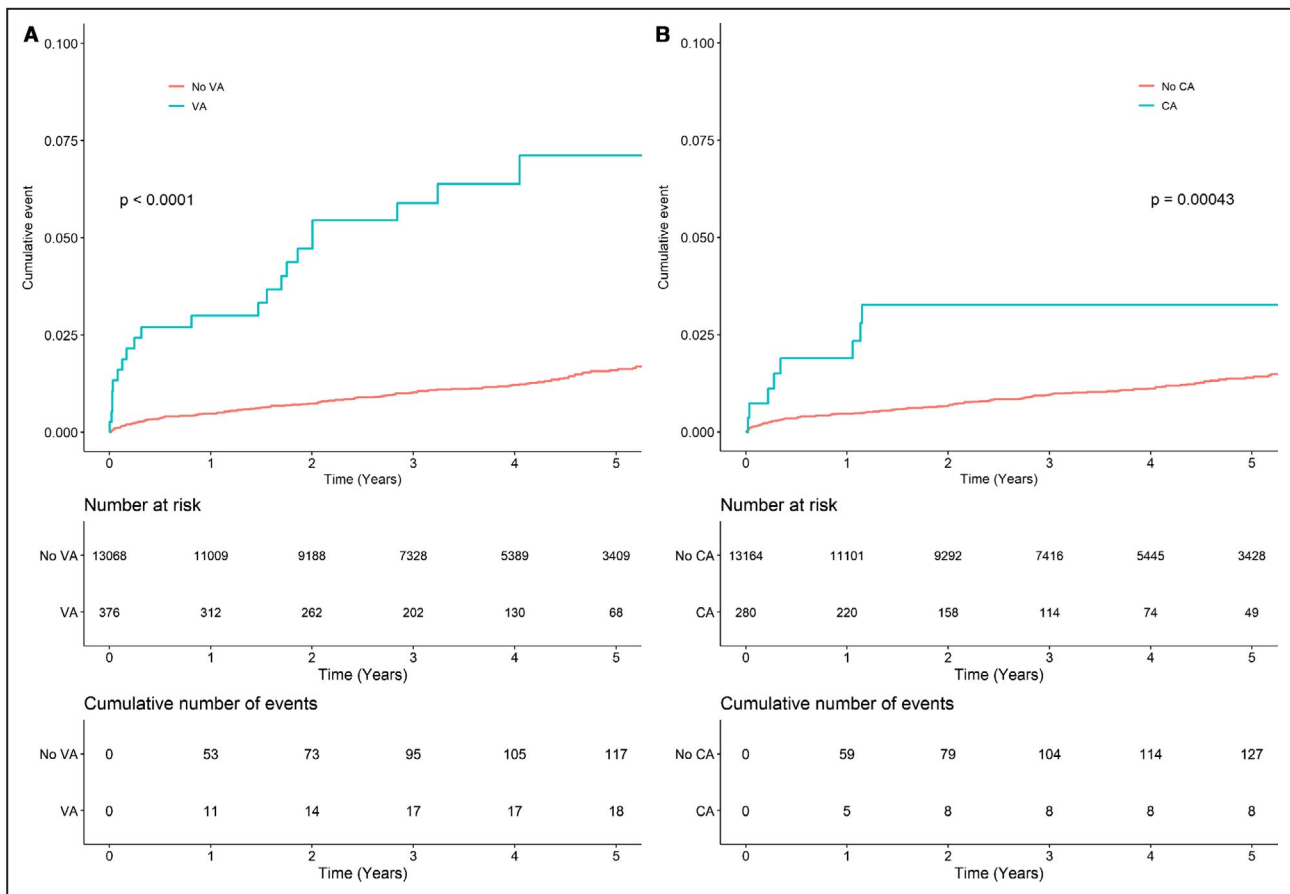 A
0.100
No VA
VA
0.075
p < 0.0001
0.050
0.025
0.000
Cumulative event
0 1 2 3 4 5
Time (Years)
Number at risk
No VA 13068 11009 9188 7328 5389 3409
VA 376 312 262 202 130 68
0 1 2 3 4 5
Time (Years)
Cumulative number of events
No VA 0 53 73 95 105 117
VA 0 11 14 17 17 18
0 1 2 3 4 5
Time (Years)
B
0.100
No CA
CA
0.075
p = 0.00043
0.050
0.025
0.000
Cumulative event
0 1 2 3 4 5
Time (Years)
Number at risk
No CA 13164 11101 9292 7416 5445 3428
CA 280 220 158 114 74 49
0 1 2 3 4 5
Time (Years)
Cumulative number of events
No CA 0 59 79 104 114 127
CA 0 5 8 8 8 8
0 1 2 3 4 5
Time (Years)